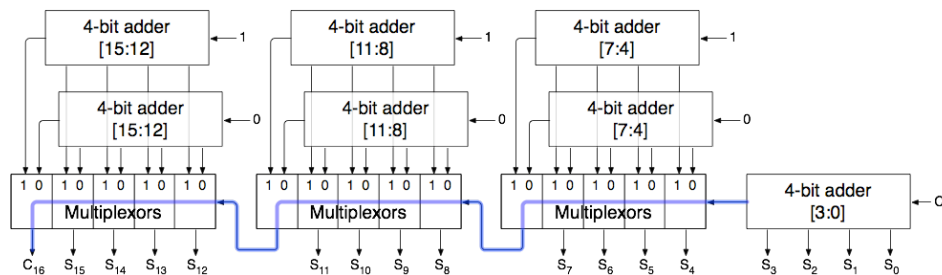 4-bit adder
[15:12]
1
4-bit adder
[11:8]
1
4-bit adder
[7:4]
1
4-bit adder
[15:12]
0
4-bit adder
[11:8]
0
4-bit adder
[7:4]
0
1 0 1 0 1 0 1 0 1 0
Multiplexors
1 0 1 0 1 0 1 0 1 0
Multiplexors
1 0 1 0 1 0 1 0 1 0
Multiplexors
4-bit adder
[3:0]
C₁₆ S₁₅ S₁₄ S₁₃ S₁₂
S₁₁ S₁₀ S₉ S₈
S₇ S₆ S₅ S₄
S₃ S₂ S₁ S₀